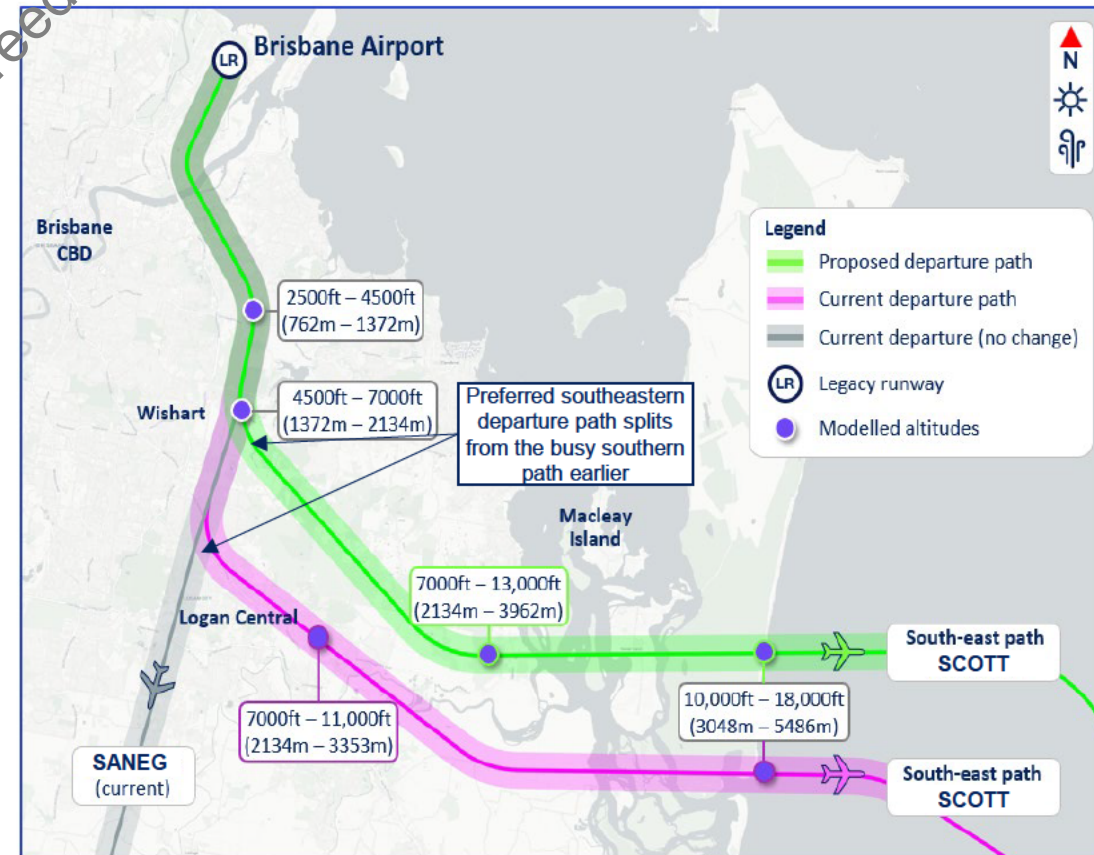 eed
LR
Brisbane Airport
N
Brisbane
CBD
Legend
Proposed departure path
Current departure path
Current departure (no change)
LR
Legacy runway
Modelled altitudes
2500ft – 4500ft
(762m – 1372m)
Wishart
4500ft – 7000ft
(1372m – 2134m)
Preferred southeastern
departure path splits
from the busy southern
path earlier
Macleay
Island
7000ft – 13,000ft
(2134m – 3962m)
Logan Central
South-east path
SCOTT
10,000ft – 18,000ft
(3048m – 5486m)
7000ft – 11,000ft
(2134m – 3353m)
SANEG
(current)
South-east path
SCOTT